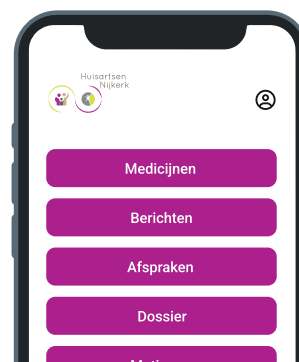 Huisartsen
Nijkerk
Medicijnen
Berichten
Afspraken
Dossier